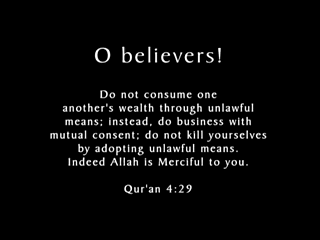 O believers!
Do not consume one
another's wealth through unlawful
means; instead, do business with
mutual consent; do not kill yourselves
by adopting unlawful means.
Indeed Allah is Merciful to you.
Qur'an 4:29